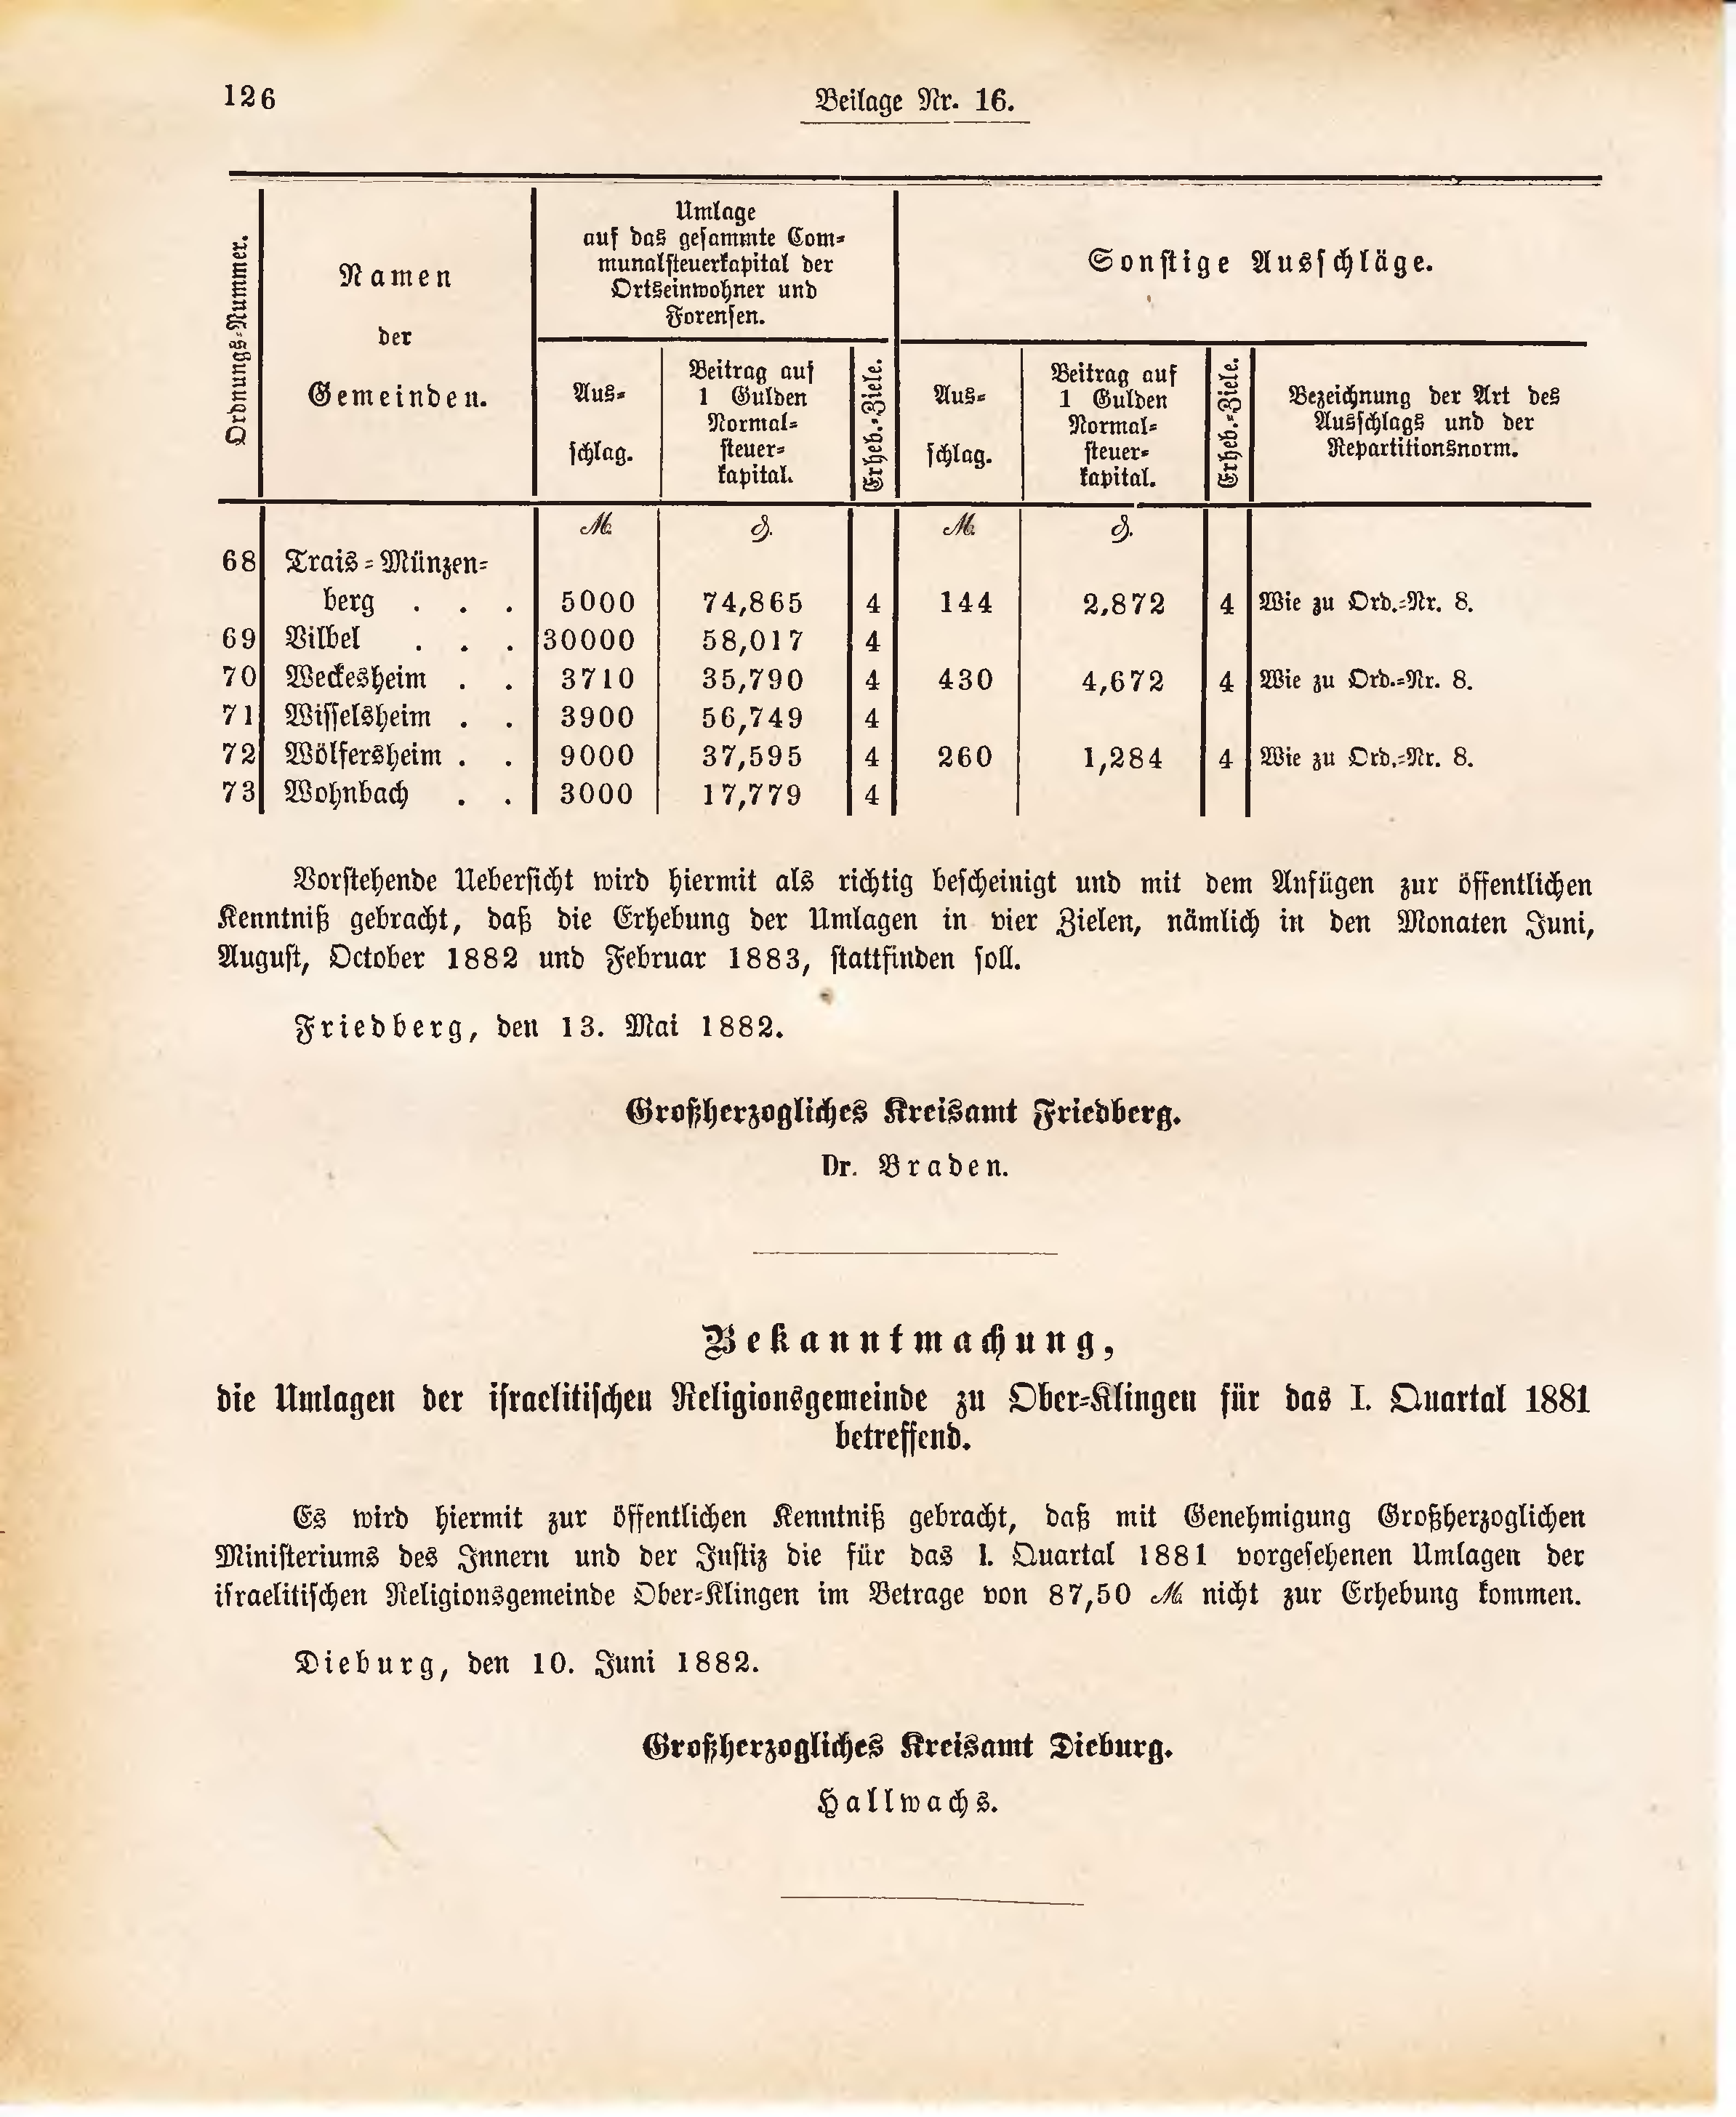 126
Beilage Nr. 16.
Ordnungs-Nummer.
Namen
der
Gemeinden.
Umlage
auf das gesammte Com-
munalsteuerkapital der
Ortseinwohner und
Forensen.
Sonstige Ausschläge.
Aus-
schlag.
Beitrag auf
1 Gulden
Normal-
steuer-
kapital.
Erheb.-Ziele.
Aus-
schlag.
Beitrag auf
1 Gulden
Normal-
steuer-
kapital.
Erheb.-Ziele.
Bezeichnung der Art des
Ausschlags und der
Repartitionsnorm.
M. ₰. M. ₰.
68 Trais-Münzen-
berg . . . 5000 74,865 4 144 2,872 4 Wie zu Ord.-Nr. 8.
69 Vilbel . . . 30000 58,017 4
70 Weckesheim . . 3710 35,790 4 430 4,672 4 Wie zu Ord.-Nr. 8.
71 Wisselsheim . . 3900 56,749 4
72 Wölfersheim . . 9000 37,595 4 260 1,284 4 Wie zu Ord.-Nr. 8.
73 Wohnbach . . 3000 17,779 4
Vorstehende Uebersicht wird hiermit als richtig bescheinigt und mit dem Anfügen zur öffentlichen
Kenntniß gebracht, daß die Erhebung der Umlagen in vier Zielen, nämlich in den Monaten Juni,
August, October 1882 und Februar 1883, stattfinden soll.
Friedberg, den 13. Mai 1882.
Großherzogliches Kreisamt Friedberg.
Dr. Braden.
Bekanntmachung,
die Umlagen der israelitischen Religionsgemeinde zu Ober-Klingen für das I. Quartal 1881
betreffend.
Es wird hiermit zur öffentlichen Kenntniß gebracht, daß mit Genehmigung Großherzoglichen
Ministeriums des Innern und der Justiz die für das I. Quartal 1881 vorgesehenen Umlagen der
israelitischen Religionsgemeinde Ober-Klingen im Betrage von 87,50 M. nicht zur Erhebung kommen.
Dieburg, den 10. Juni 1882.
Großherzogliches Kreisamt Dieburg.
Hallwachs.